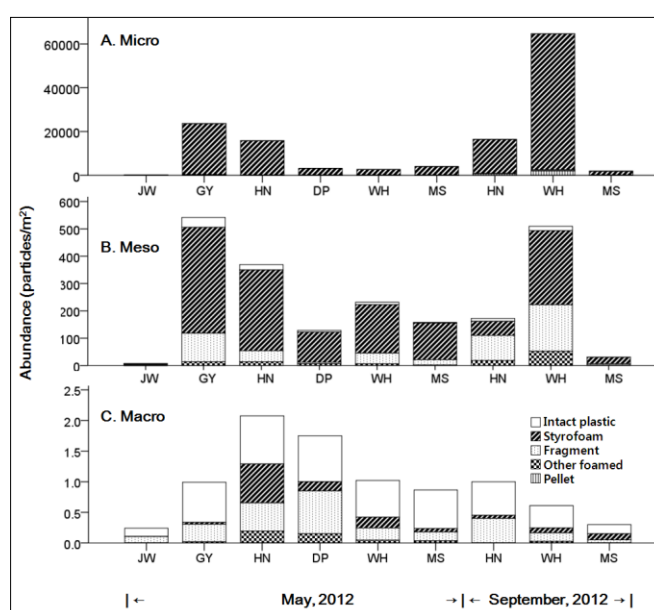 Abundance (particles/m²)
A. Micro
60000
40000
20000
0
JW GY HN DP WH MS HN WH MS
B. Meso
600
500
400
300
200
100
0
JW GY HN DP WH MS HN WH MS
C. Macro
2.5
2.0
1.5
1.0
0.5
0.0
Intact plastic
Styrofoam
Fragment
Other foamed
Pellet
JW GY HN DP WH MS HN WH MS
|← May, 2012 →|← September, 2012 →|